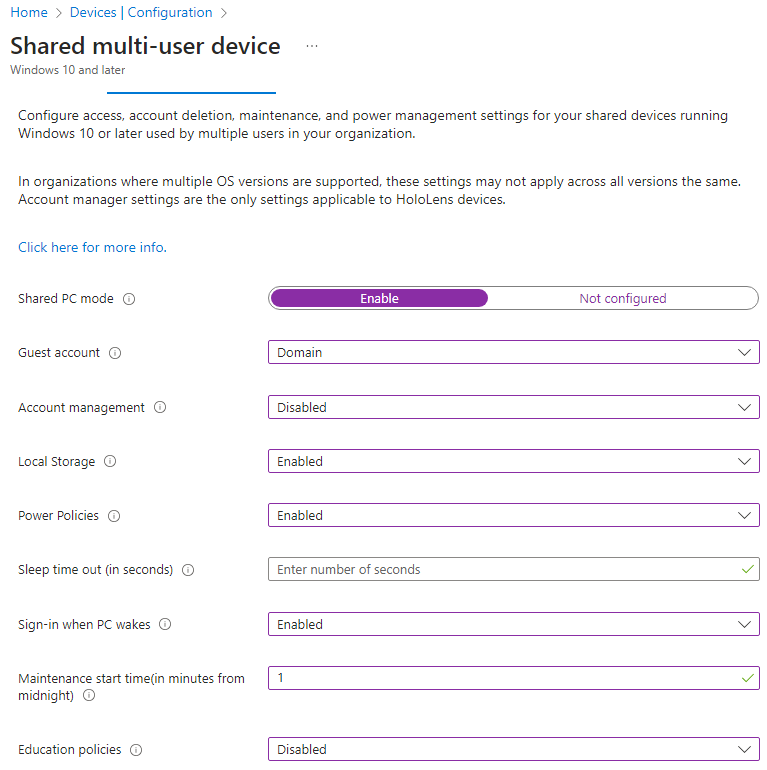 Home > Devices | Configuration >
Shared multi-user device ...
Windows 10 and later
Configure access, account deletion, maintenance, and power management settings for your shared devices running
Windows 10 or later used by multiple users in your organization.
In organizations where multiple OS versions are supported, these settings may not apply across all versions the same.
Account manager settings are the only settings applicable to HoloLens devices.
Click here for more info.
Shared PC mode Enable Not configured
Guest account Domain
Account management Disabled
Local Storage Enabled
Power Policies Enabled
Sleep time out (in seconds) Enter number of seconds
Sign-in when PC wakes Enabled
Maintenance start time(in minutes from 1
midnight)
Education policies Disabled